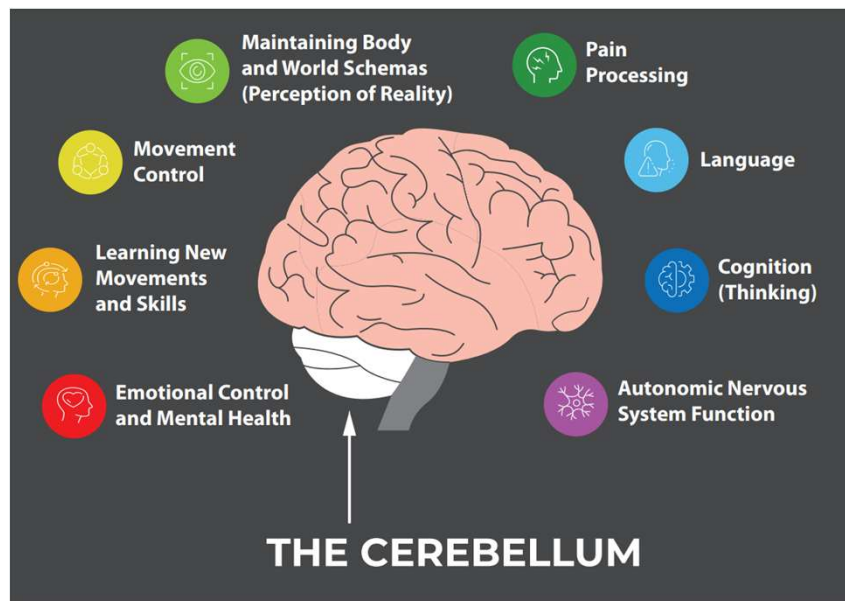 Maintaining Body
and World Schemas
(Perception of Reality)
Pain
Processing
Movement
Control
Language
Learning New
Movements
and Skills
Cognition
(Thinking)
Emotional Control
and Mental Health
Autonomic Nervous
System Function
THE CEREBELLUM